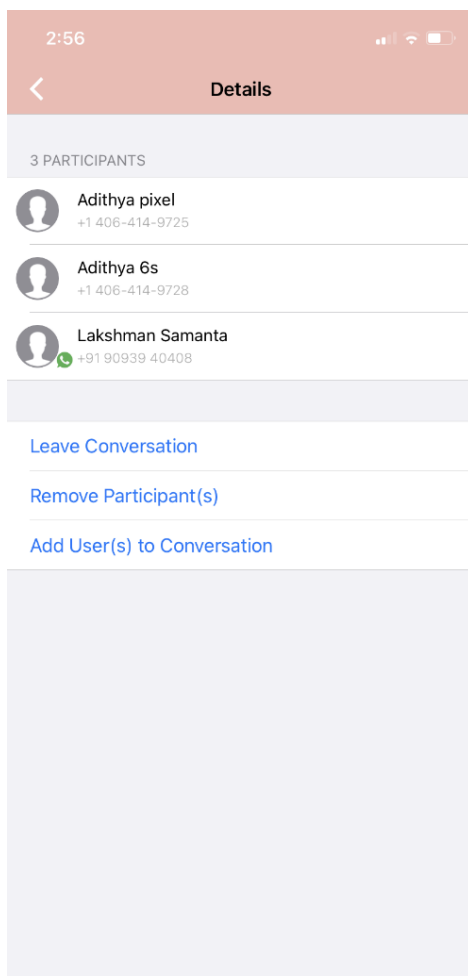 2:56
Details
3 PARTICIPANTS
Adithya pixel
+1 406-414-9725
Adithya 6s
+1 406-414-9728
Lakshman Samanta
+91 90939 40408
Leave Conversation
Remove Participant(s)
Add User(s) to Conversation